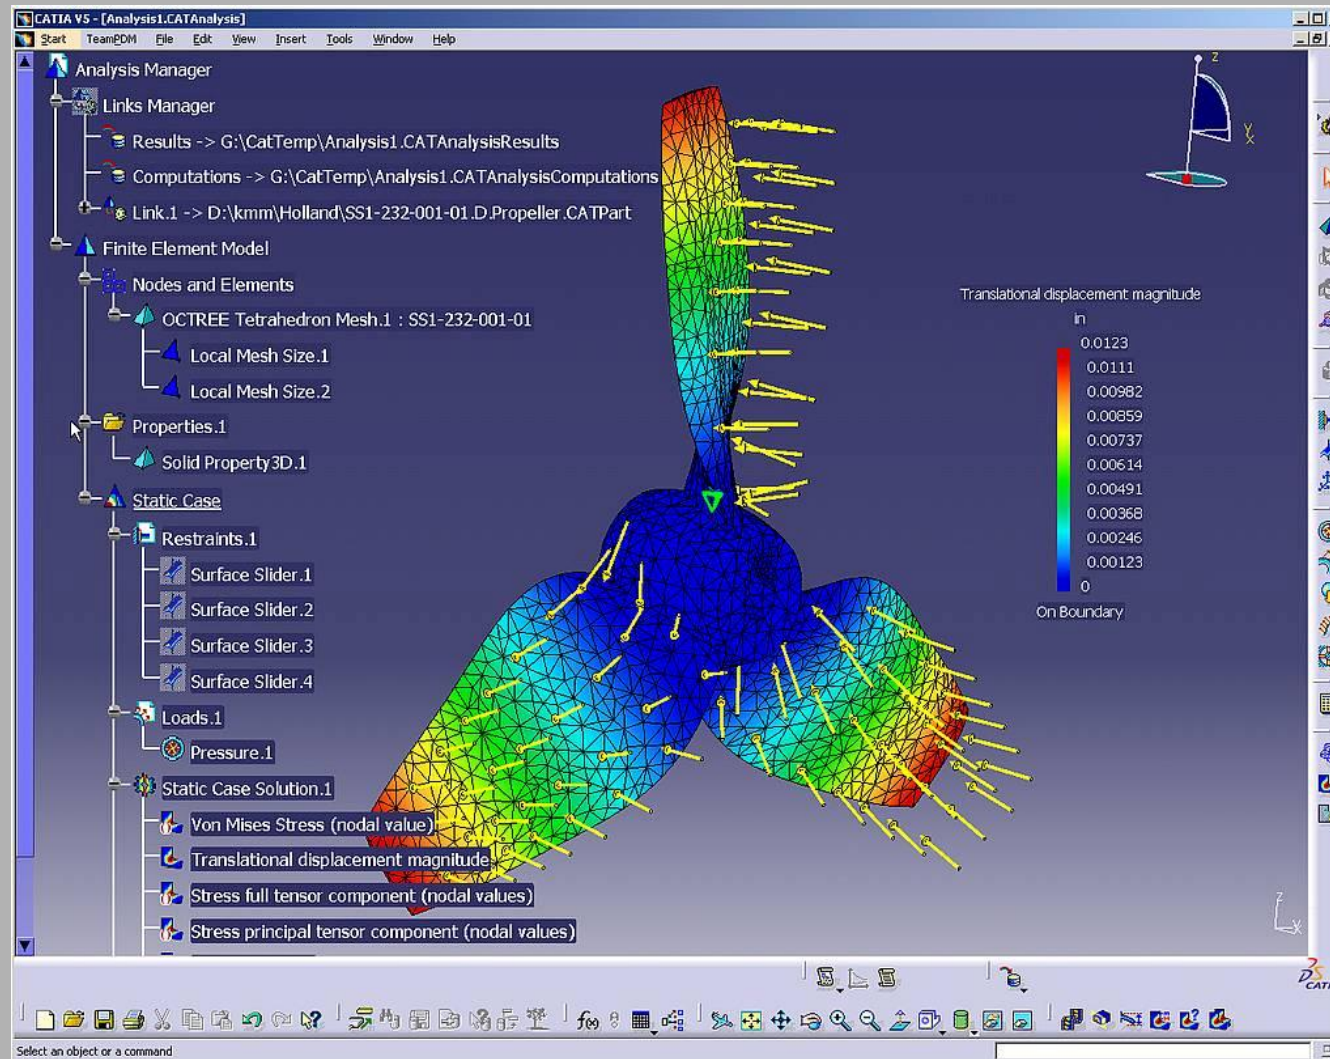 CATIA V5 - [Analysis1.CATAnalysis]
Start TeamPDM File Edit View Insert Tools Window Help
Analysis Manager
Links Manager
Results -> G:\CatTemp\Analysis1.CATAnalysisResults
Computations -> G:\CatTemp\Analysis1.CATAnalysisComputations
Link.1 -> D:\kmm\Holland\SS1-232-001-01.D.Propeller.CATPart
Finite Element Model
Nodes and Elements
OCTREE Tetrahedron Mesh.1 : SS1-232-001-01
Local Mesh Size.1
Local Mesh Size.2
Properties.1
Solid Property3D.1
Static Case
Restraints.1
Surface Slider.1
Surface Slider.2
Surface Slider.3
Surface Slider.4
Loads.1
Pressure.1
Static Case Solution.1
Von Mises Stress (nodal value)
Translational displacement magnitude
Stress full tensor component (nodal values)
Stress principal tensor component (nodal values)
z
y
x
Translational displacement magnitude
in
0.0123
0.0111
0.00982
0.00859
0.00737
0.00614
0.00491
0.00368
0.00246
0.00123
0
On Boundary
z
x
DS
CATI
f(x)
Select an object or a command